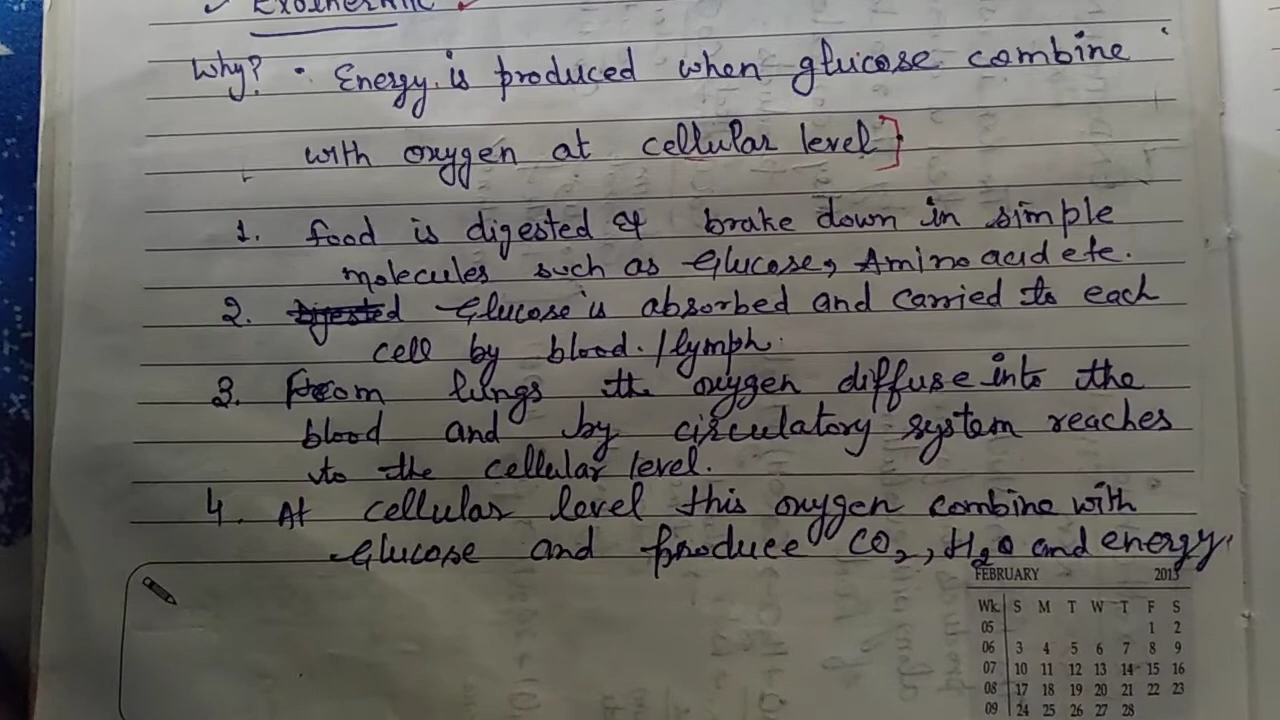 Exothermic
Why? • Energy is produced when glucose combine
with oxygen at cellular level}
1. food is digested & brake down in simple
molecules such as Glucose, Amino acid etc.
2. Digested Glucose is absorbed and carried to each
cell by blood./lymph.
3. From lungs the oxygen diffuse into the
blood and by circulatory system reaches
to the cellular level.
4. At cellular level this oxygen combine with
Glucose and produce CO2, H2O and energy.
FEBRUARY 2013
Wk S M T W T F S
05 1 2
06 3 4 5 6 7 8 9
07 10 11 12 13 14 15 16
08 17 18 19 20 21 22 23
09 24 25 26 27 28